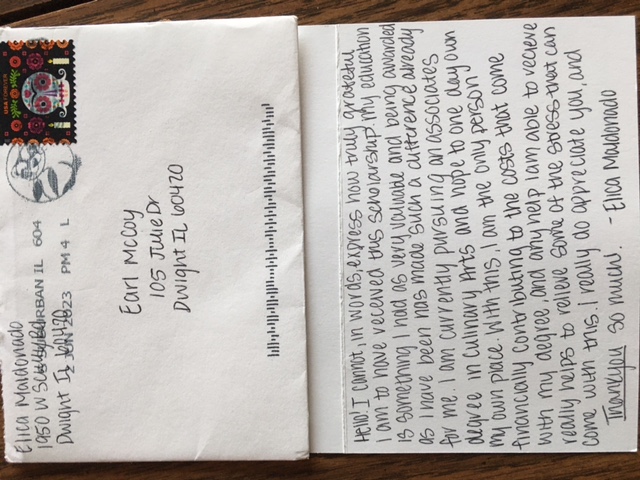 Elica Maldonado
1950 W
Dwight IL 60420
SUBURBAN IL 604
2023 PM 4 L
USA FOREVER
Earl McCoy
105 Julie Dr
Dwight IL 60420
Hello! I cannot, in words, express how truly grateful
I am to have received this scholarship! My education
is something I hold as very valuable and being awarded
as I have been has made such a difference already
for me. I am currently pursuing an associates
degree in Culinary Arts and hope to one day own
my own place. With this, I am the only person
financially contributing to the costs that come
with my degree and any help I am able to recieve
really helps to relieve some of the stress that can
come with this. I really do appreciate you, and
Thankyou so much! - Elica Maldonado